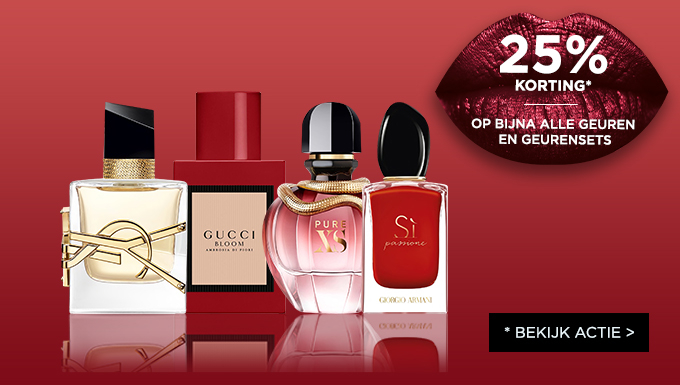 25%
KORTING*
OP BIJNA ALLE GEUREN
EN GEURENSETS
GUCCI
BLOOM
AMBROSIA DI FIORI
PURE
XS
Sì
passione
GIORGIO ARMANI
* BEKIJK ACTIE >